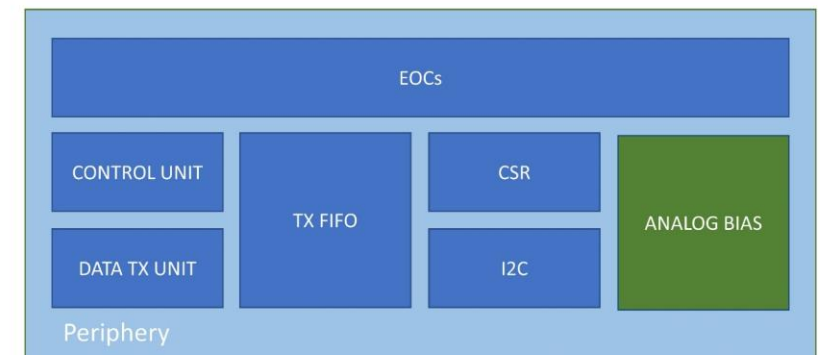 EOCs
CONTROL UNIT
TX FIFO
CSR
ANALOG BIAS
DATA TX UNIT
I2C
Periphery